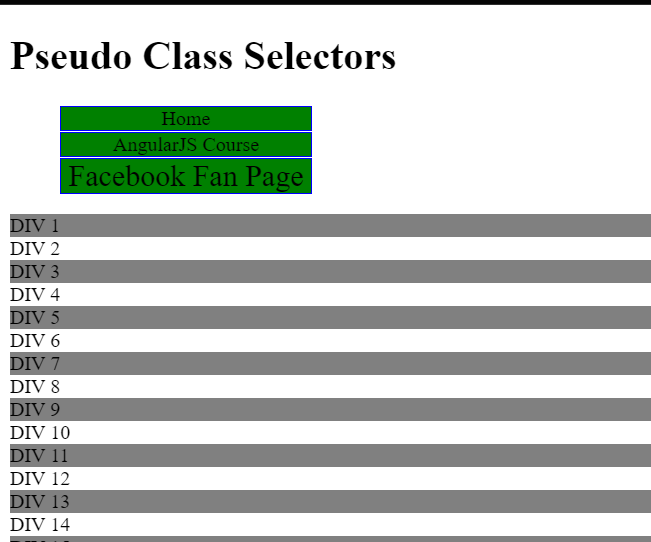 Pseudo Class Selectors
Home
AngularJS Course
Facebook Fan Page
DIV 1
DIV 2
DIV 3
DIV 4
DIV 5
DIV 6
DIV 7
DIV 8
DIV 9
DIV 10
DIV 11
DIV 12
DIV 13
DIV 14